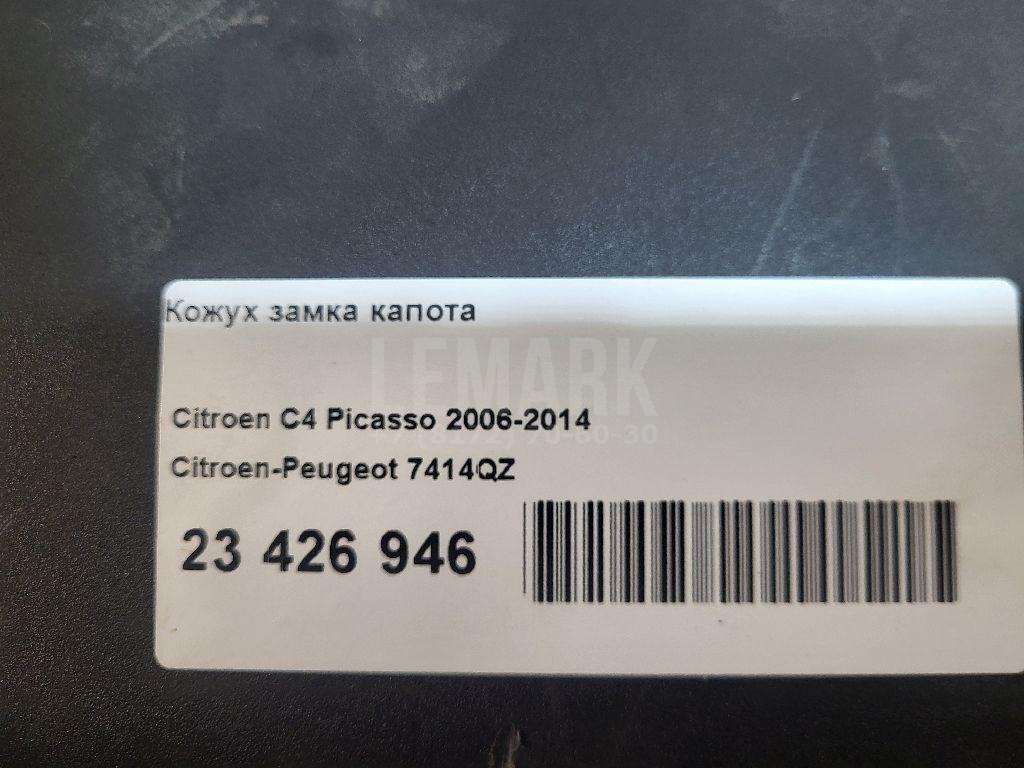 Кожух замка капота
LEMARK
Citroen C4 Picasso 2006-2014
Citroen-Peugeot 7414QZ
23 426 946